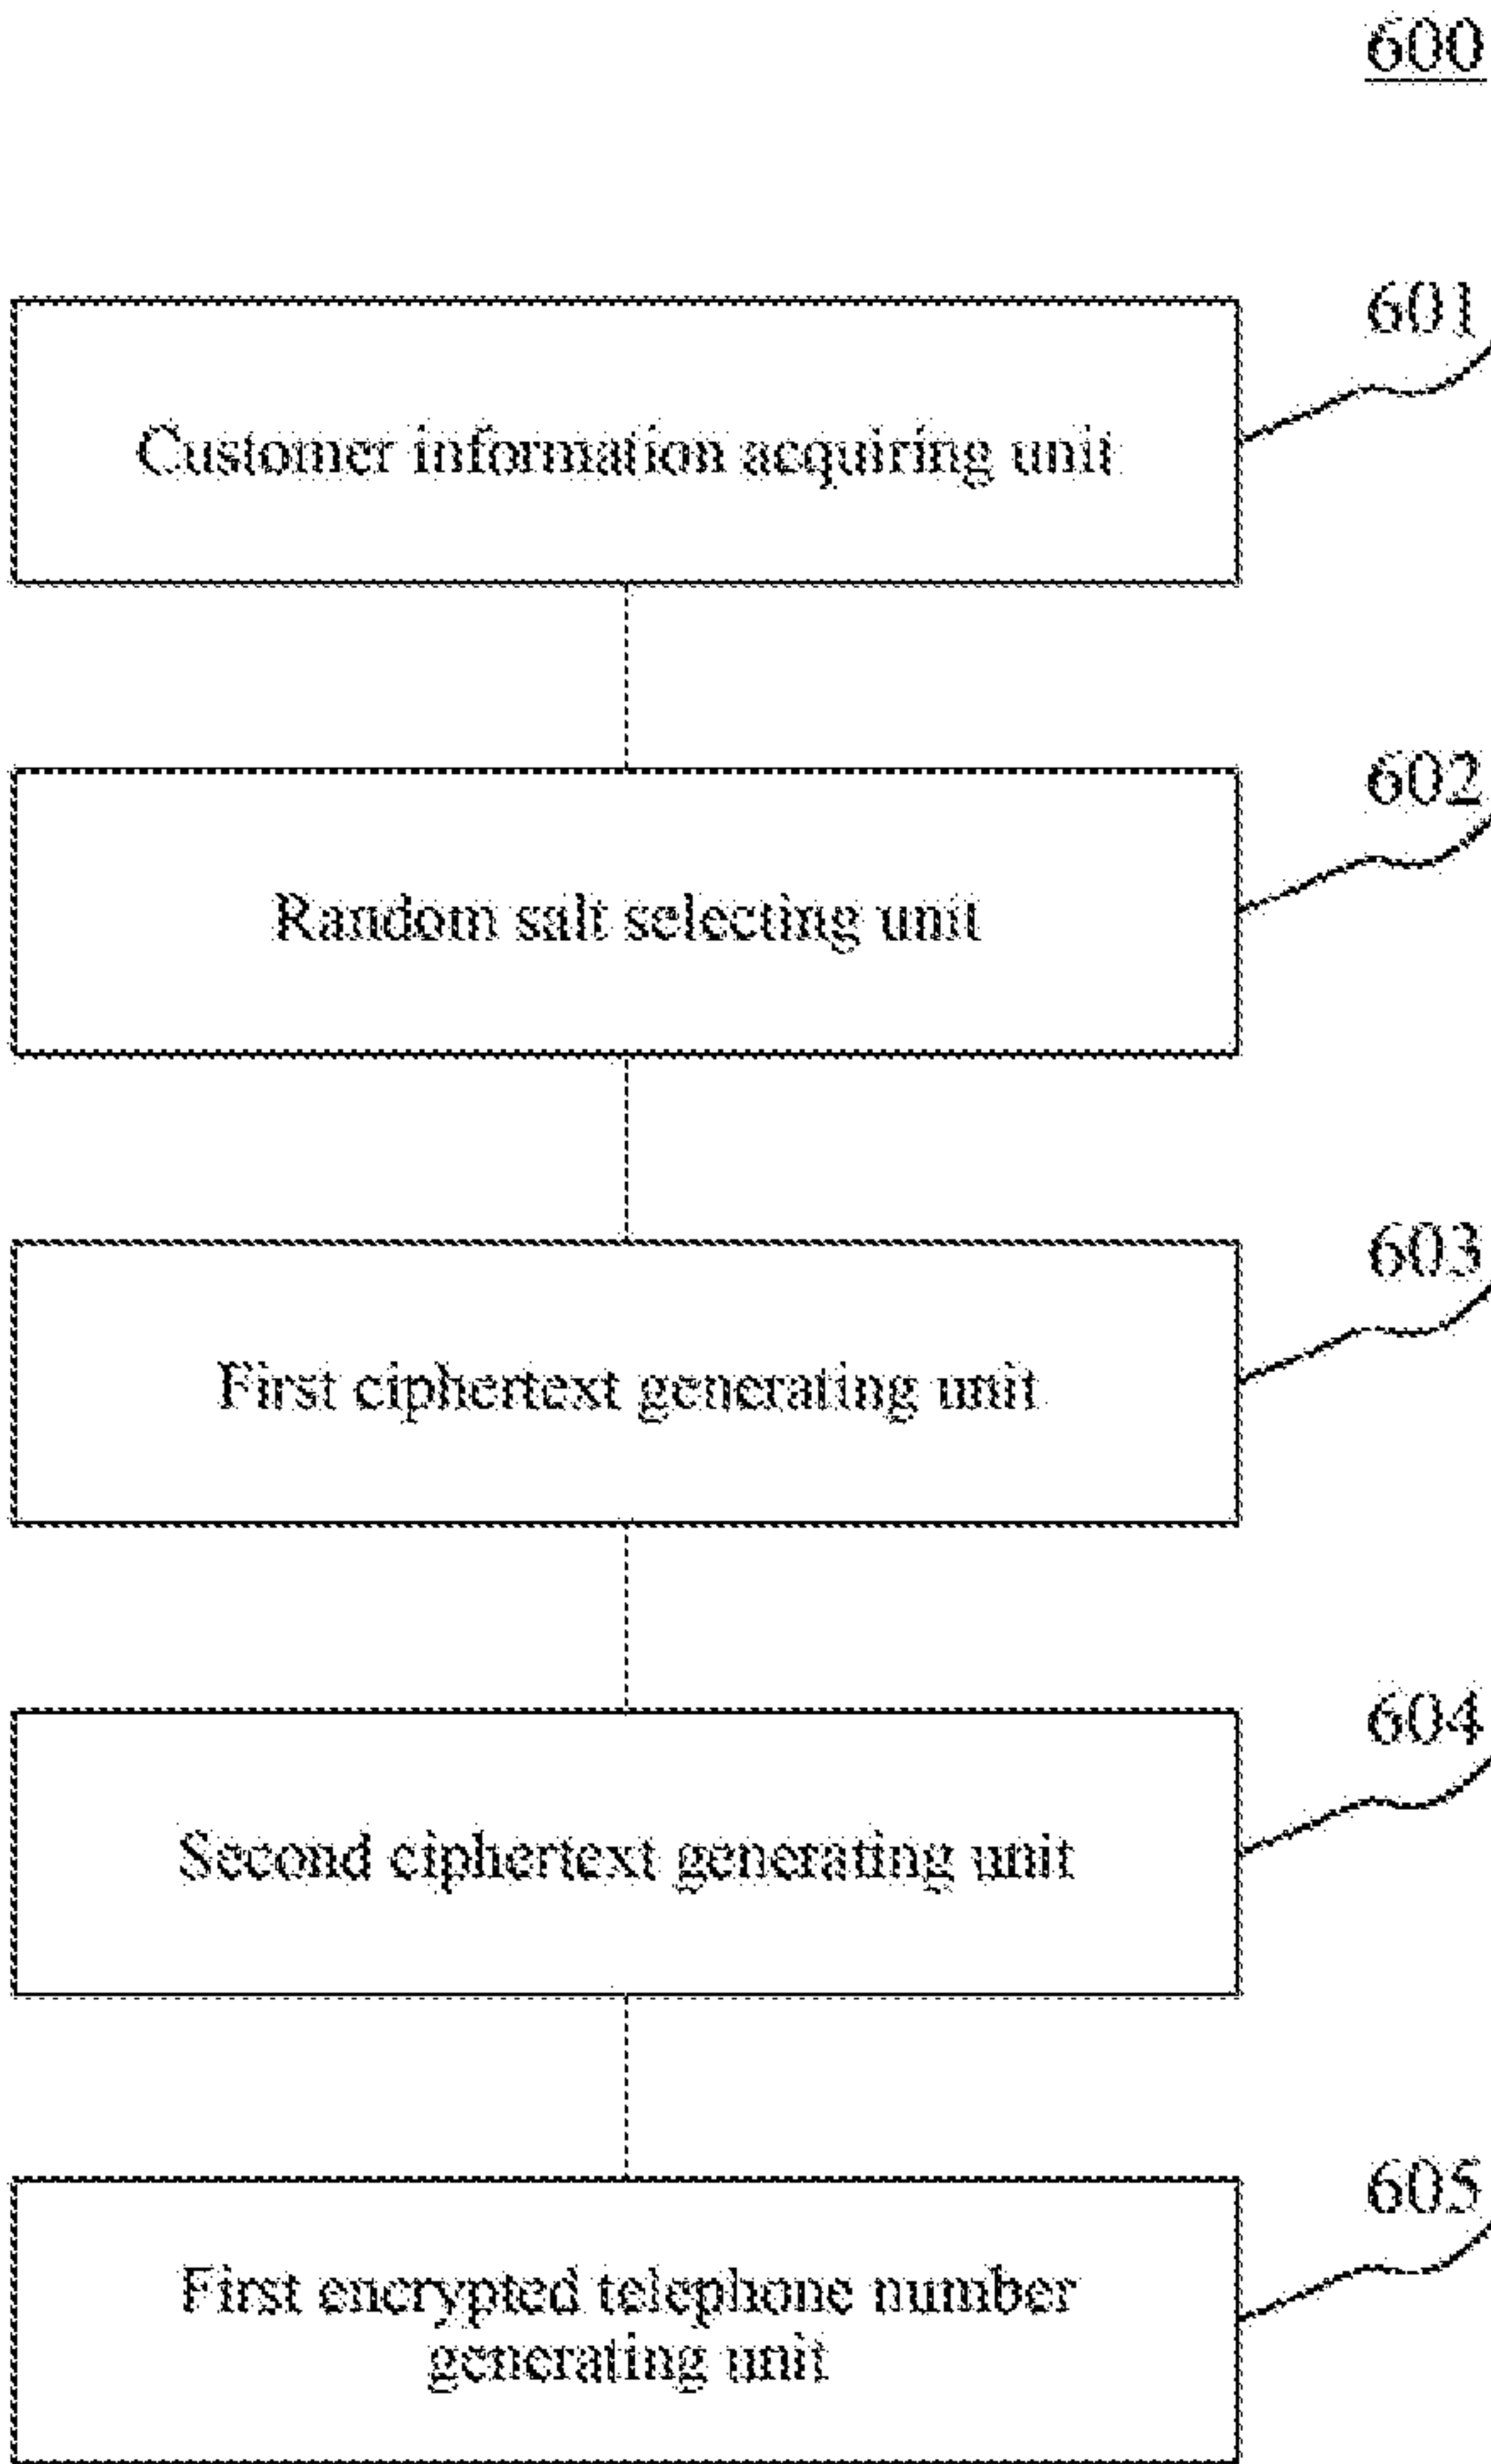 600
601
Customer information acquiring unit
602
Random salt selecting unit
603
First ciphertext generating unit
604
Second ciphertext generating unit
605
First encrypted telephone number
generating unit